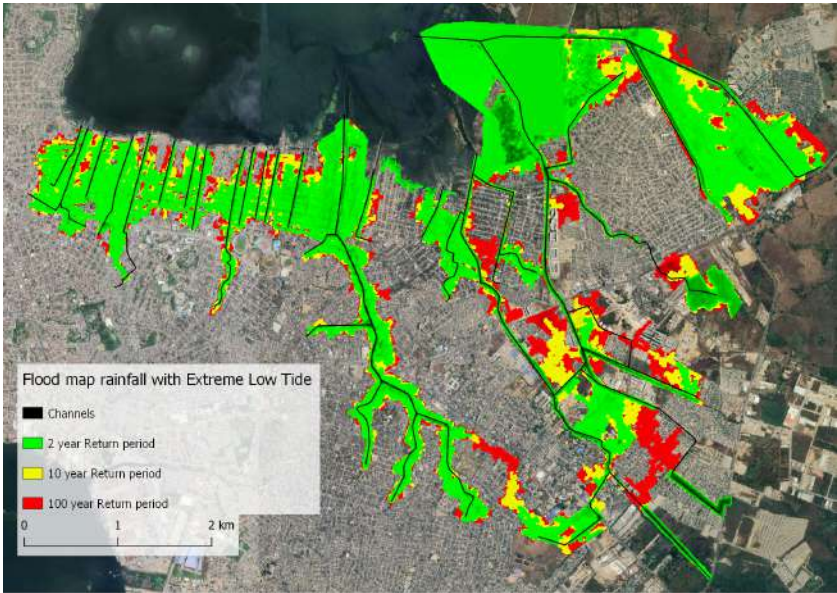 Flood map rainfall with Extreme Low Tide
Channels
2 year Return period
10 year Return period
100 year Return period
0 1 2 km